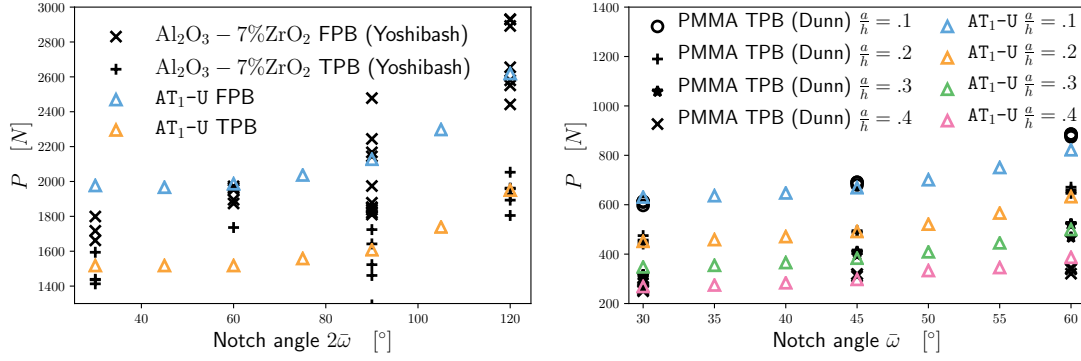 3000
2800
2600
2400
2200
2000
1800
1600
1400
P [N]
Al₂O₃ − 7%ZrO₂ FPB (Yoshibash)
Al₂O₃ − 7%ZrO₂ TPB (Yoshibash)
AT₁-U FPB
AT₁-U TPB
40 60 80 100 120
Notch angle 2ω̄ [°]
1400
1200
1000
800
600
400
200
P [N]
PMMA TPB (Dunn) a/h = .1
PMMA TPB (Dunn) a/h = .2
PMMA TPB (Dunn) a/h = .3
PMMA TPB (Dunn) a/h = .4
AT₁-U a/h = .1
AT₁-U a/h = .2
AT₁-U a/h = .3
AT₁-U a/h = .4
30 35 40 45 50 55 60
Notch angle ω̄ [°]